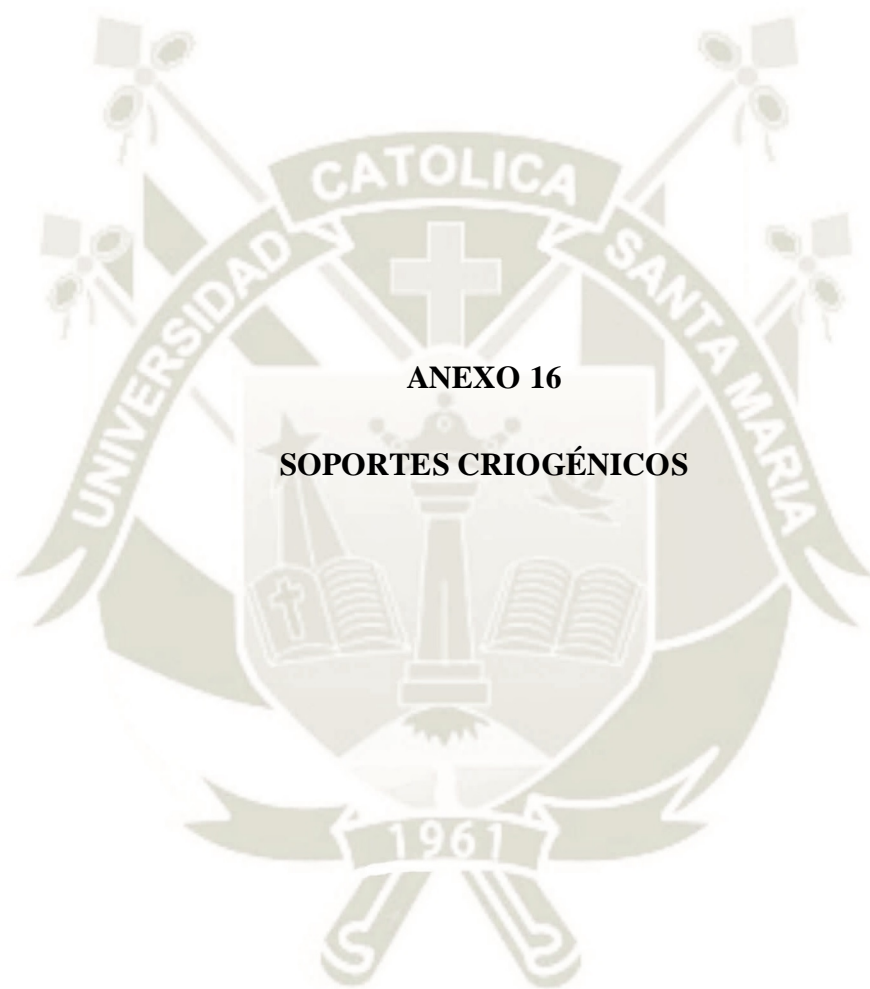 CATOLICA
UNIVERSIDAD
SANTA MARIA
ANEXO 16
SOPORTES CRIOGÉNICOS
1961